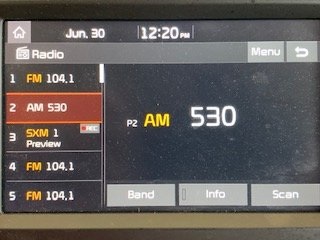 Jun, 30 12:20 PM
Radio Menu
1 FM 104.1
2 AM 530
3 SXM 1 REC
Preview
4 FM 104.1
5 FM 104.1
P2 AM 530
Band Info Scan